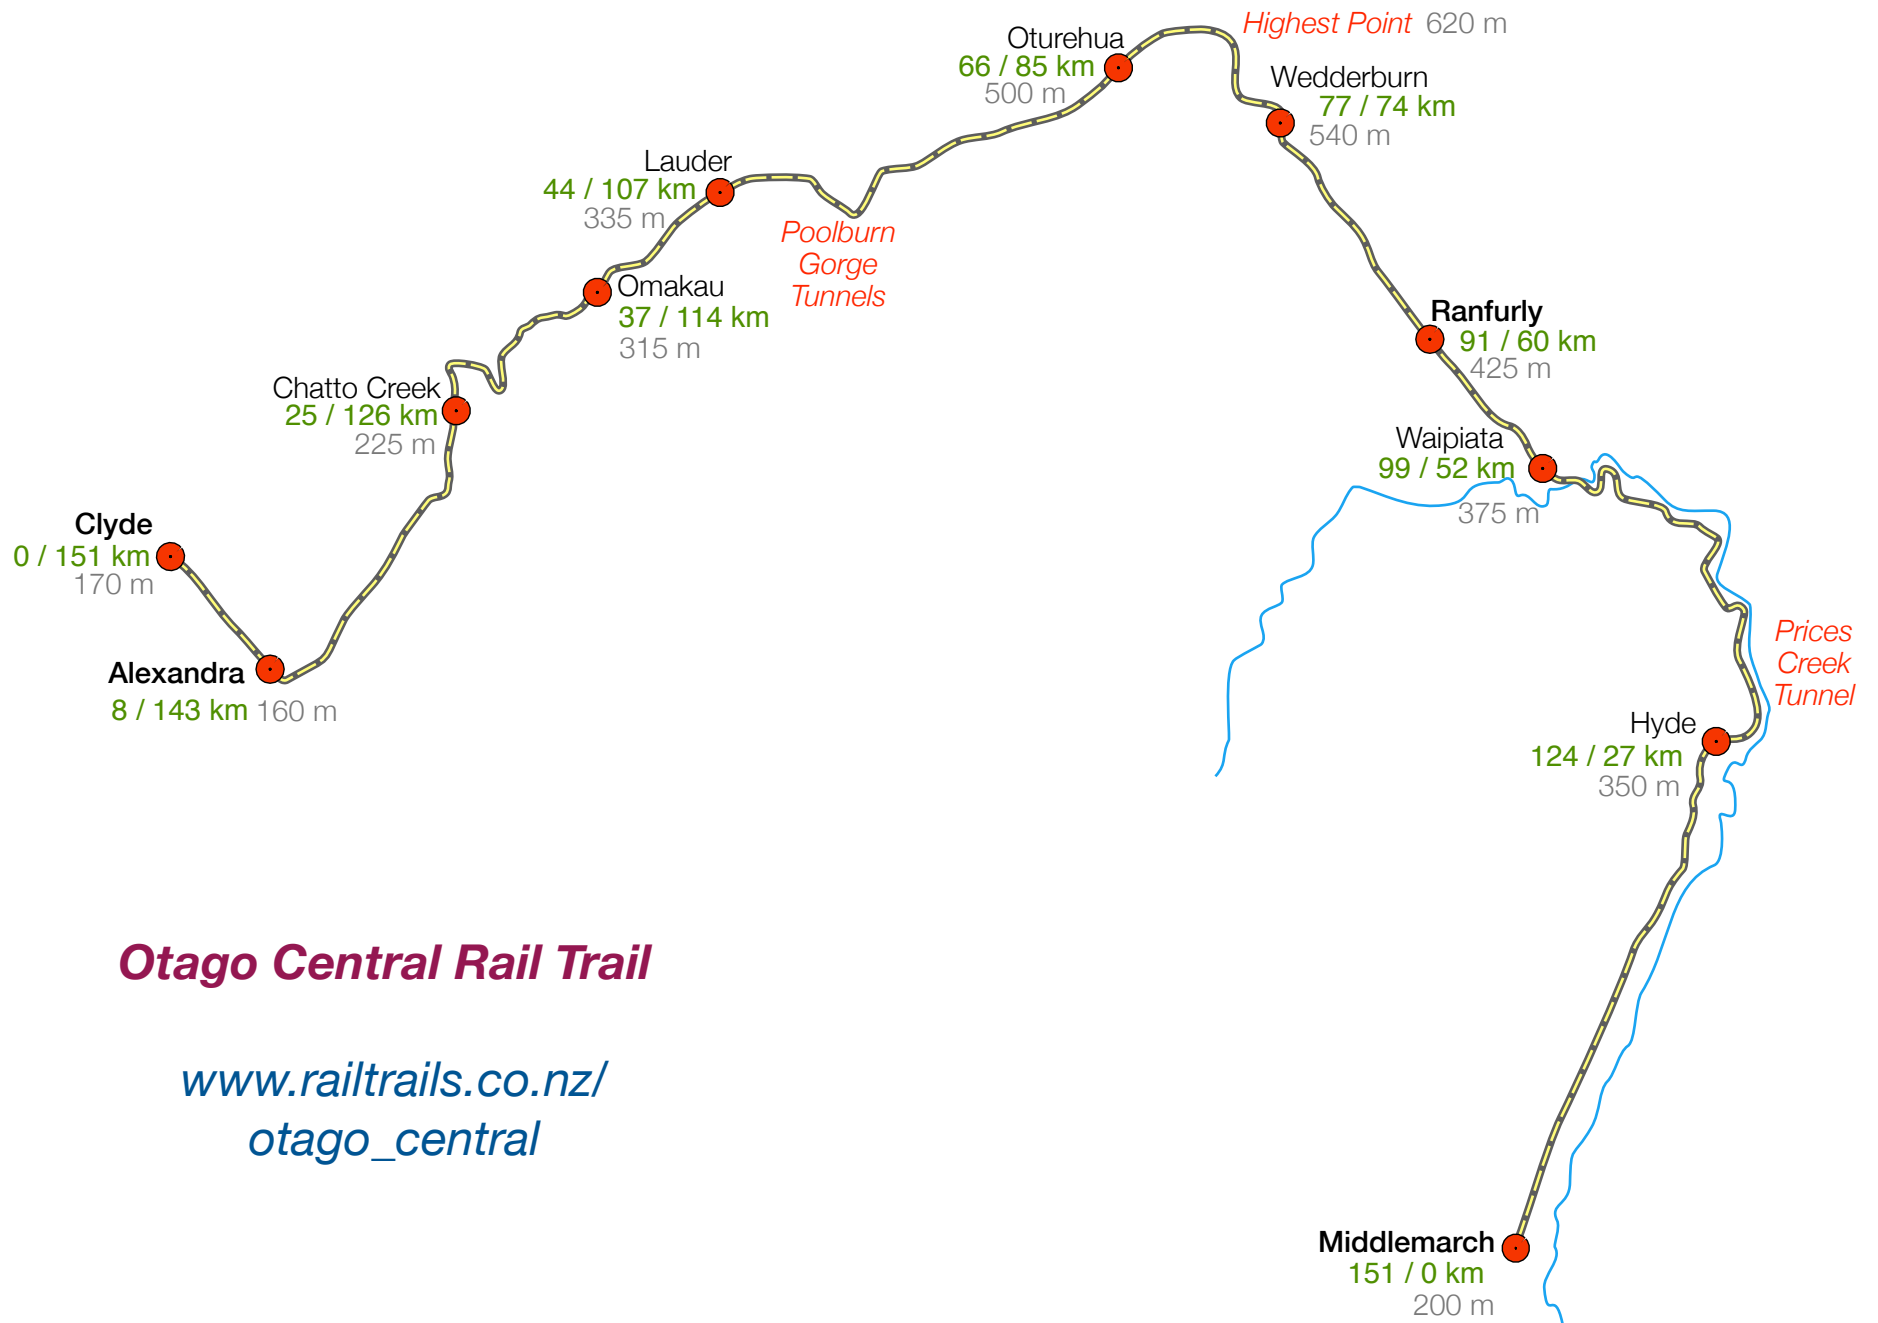 Highest Point 620 m
Oturehua
66 / 85 km
500 m
Wedderburn
77 / 74 km
540 m
Lauder
44 / 107 km
335 m
Poolburn
Gorge
Tunnels
Omakau
37 / 114 km
315 m
Ranfurly
91 / 60 km
425 m
Chatto Creek
25 / 126 km
225 m
Waipiata
99 / 52 km
375 m
Clyde
0 / 151 km
170 m
Alexandra
8 / 143 km 160 m
Prices
Creek
Tunnel
Hyde
124 / 27 km
350 m
Otago Central Rail Trail
www.railtrails.co.nz/
otago_central
Middlemarch
151 / 0 km
200 m